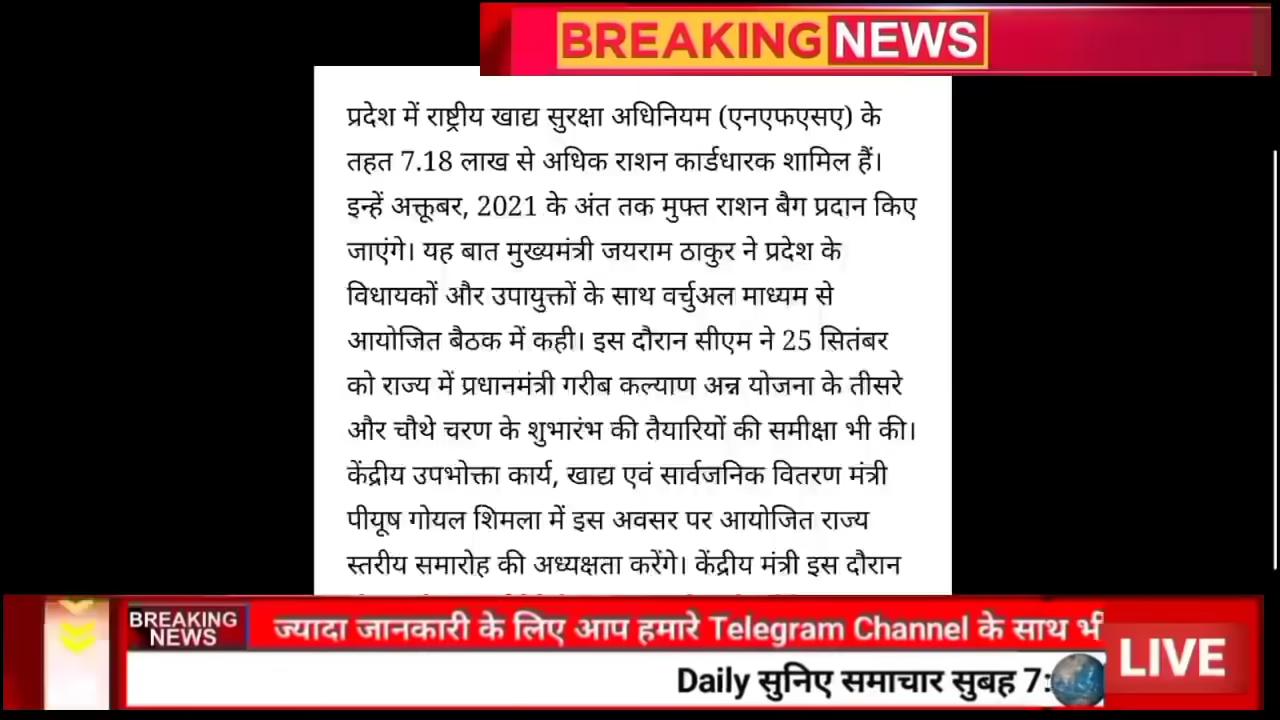 BREAKING NEWS
प्रदेश में राष्ट्रीय खाद्य सुरक्षा अधिनियम (एनएफएसए) के
तहत 7.18 लाख से अधिक राशन कार्डधारक शामिल हैं।
इन्हें अक्तूबर, 2021 के अंत तक मुफ्त राशन बैग प्रदान किए
जाएंगे। यह बात मुख्यमंत्री जयराम ठाकुर ने प्रदेश के
विधायकों और उपायुक्तों के साथ वर्चुअल माध्यम से
आयोजित बैठक में कही। इस दौरान सीएम ने 25 सितंबर
को राज्य में प्रधानमंत्री गरीब कल्याण अन्न योजना के तीसरे
और चौथे चरण के शुभारंभ की तैयारियों की समीक्षा भी की।
केंद्रीय उपभोक्ता कार्य, खाद्य एवं सार्वजनिक वितरण मंत्री
पीयूष गोयल शिमला में इस अवसर पर आयोजित राज्य
स्तरीय समारोह की अध्यक्षता करेंगे। केंद्रीय मंत्री इस दौरान
BREAKING
NEWS
ज्यादा जानकारी के लिए आप हमारे Telegram Channel के साथ भी
LIVE
Daily सुनिए समाचार सुबह 7: